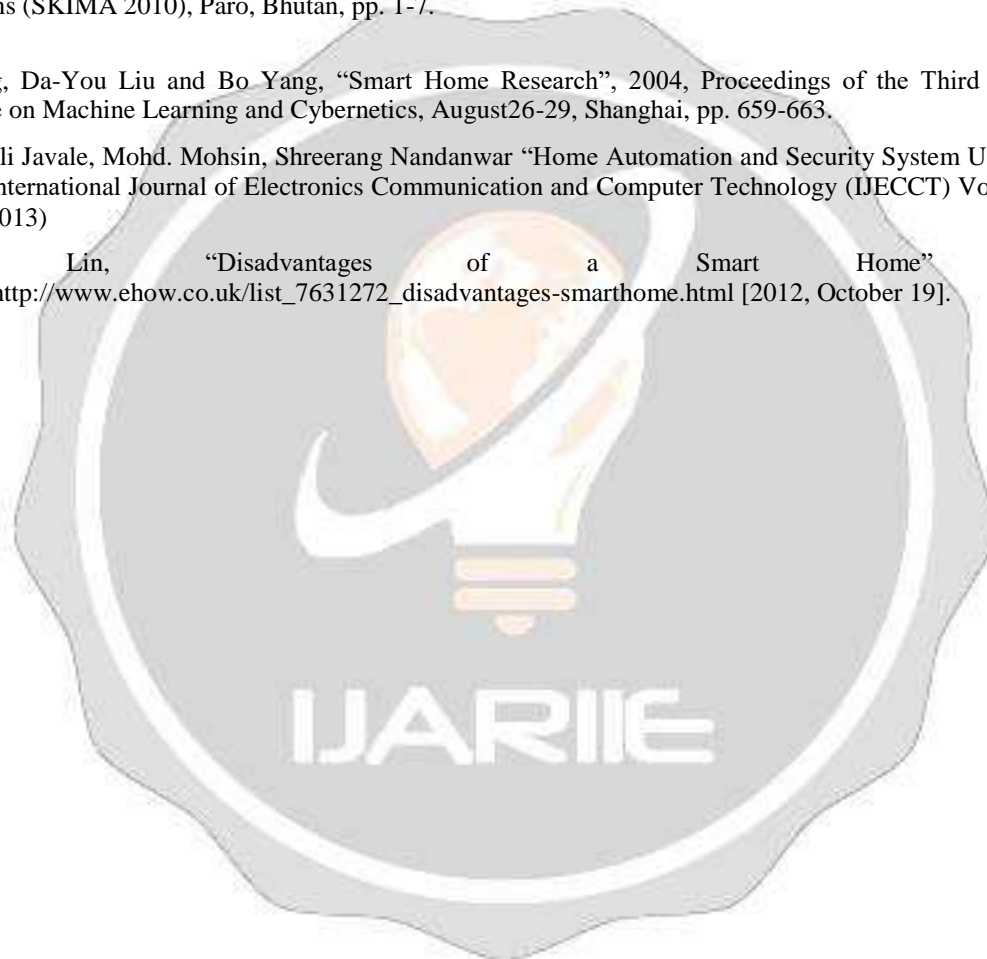 ns (SKIMA 2010), Paro, Bhutan, pp. 1-7.
g, Da-You Liu and Bo Yang, “Smart Home Research”, 2004, Proceedings of the Third
e on Machine Learning and Cybernetics, August26-29, Shanghai, pp. 659-663.
li Javale, Mohd. Mohsin, Shreerang Nandanwar “Home Automation and Security System U
nternational Journal of Electronics Communication and Computer Technology (IJECCT) Vo
013)
Lin, “Disadvantages of a Smart Home”
http://www.ehow.co.uk/list_7631272_disadvantages-smarthome.html [2012, October 19].
IJARIIE